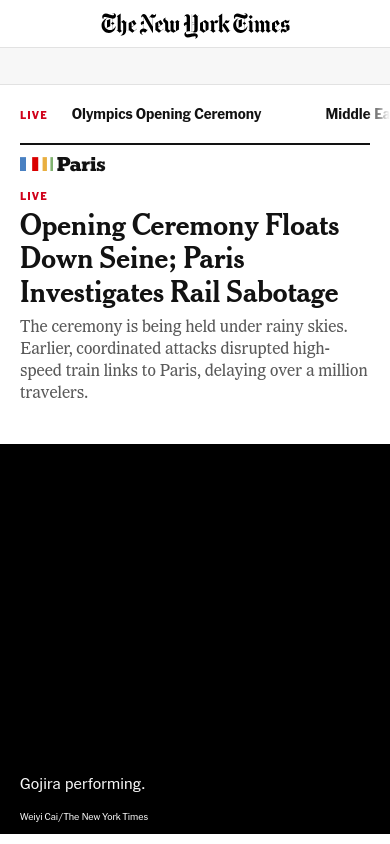 The New York Times
LIVE Olympics Opening Ceremony Middle Ea
Paris
LIVE
Opening Ceremony Floats
Down Seine; Paris
Investigates Rail Sabotage
The ceremony is being held under rainy skies.
Earlier, coordinated attacks disrupted high-
speed train links to Paris, delaying over a million
travelers.
Gojira performing.
Weiyi Cai/The New York Times